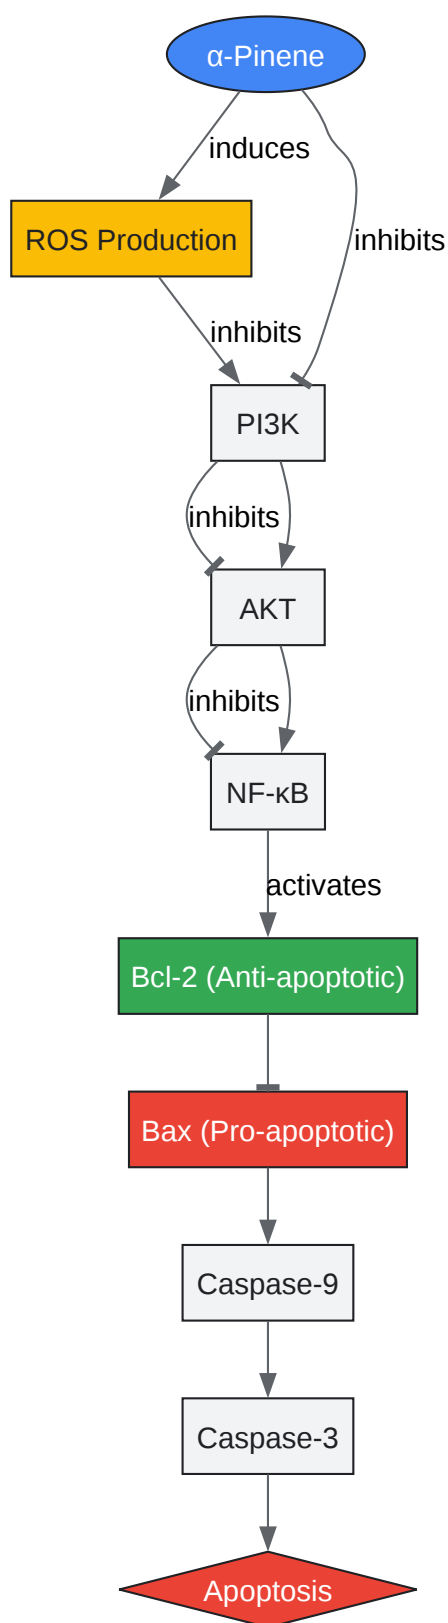 α-Pinene
induces
ROS Production
inhibits
inhibits
PI3K
inhibits
AKT
inhibits
NF-κB
activates
Bcl-2 (Anti-apoptotic)
Bax (Pro-apoptotic)
Caspase-9
Caspase-3
Apoptosis